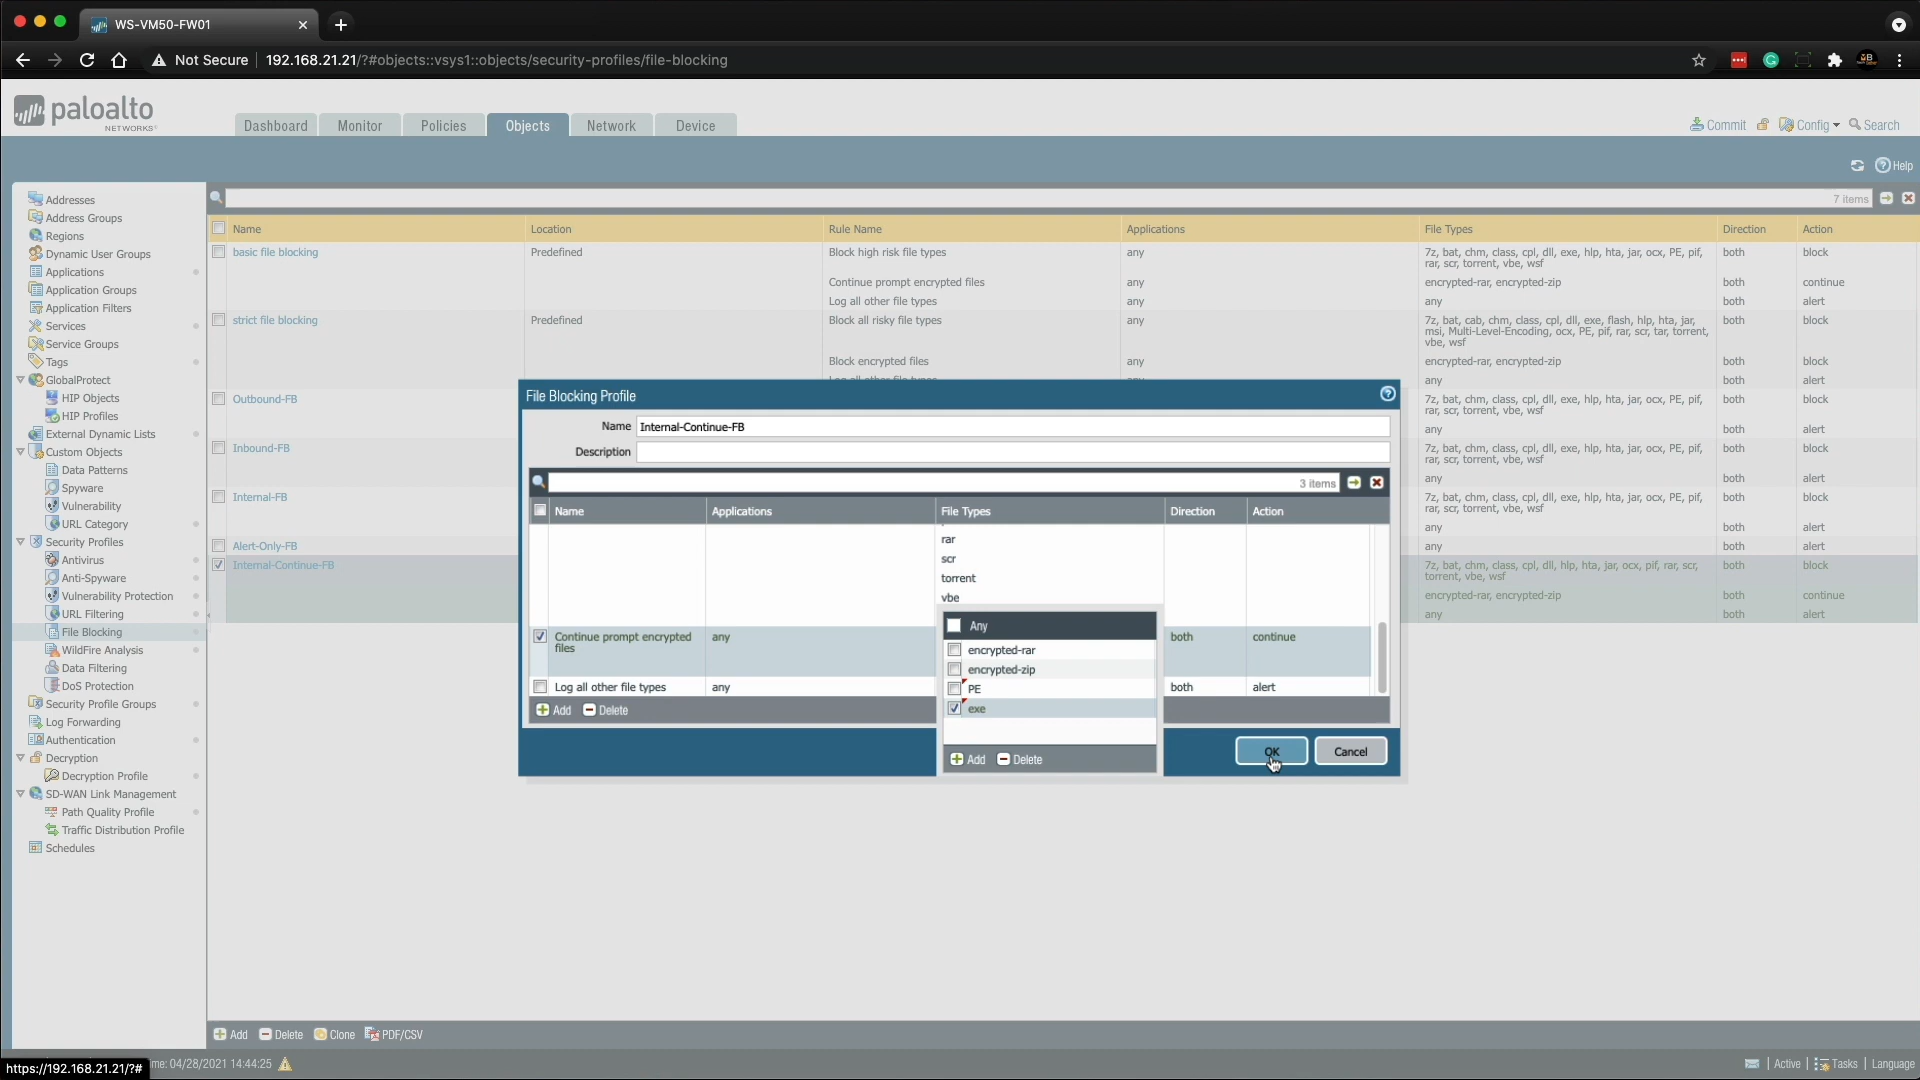 WS-VM50-FW01
Not Secure 192.168.21.21/?#objects::vsys1::objects/security-profiles/file-blocking
paloalto
NETWORKS
Dashboard Monitor Policies Objects Network Device
Commit Config Search
Help
7 items
Addresses
Address Groups
Regions
Dynamic User Groups
Applications
Application Groups
Application Filters
Services
Service Groups
Tags
GlobalProtect
HIP Objects
HIP Profiles
External Dynamic Lists
Custom Objects
Data Patterns
Spyware
Vulnerability
URL Category
Security Profiles
Antivirus
Anti-Spyware
Vulnerability Protection
URL Filtering
File Blocking
WildFire Analysis
Data Filtering
DoS Protection
Security Profile Groups
Log Forwarding
Authentication
Decryption
Decryption Profile
SD-WAN Link Management
Path Quality Profile
Traffic Distribution Profile
Schedules
Name Location Rule Name Applications File Types Direction Action
basic file blocking Predefined Block high risk file types any 7z, bat, chm, class, cpl, dll, exe, hlp, hta, jar, ocx, PE, pif, both block
rar, scr, torrent, vbe, wsf
Continue prompt encrypted files any encrypted-rar, encrypted-zip both continue
Log all other file types any any both alert
strict file blocking Predefined Block all risky file types any 7z, bat, cab, chm, class, cpl, dll, exe, flash, hlp, hta, jar, both block
msi, Multi-Level-Encoding, ocx, PE, pif, rar, scr, tar, torrent,
vbe, wsf
Block encrypted files any encrypted-rar, encrypted-zip both block
any both alert
Outbound-FB 7z, bat, chm, class, cpl, dll, exe, hlp, hta, jar, ocx, PE, pif, both block
rar, scr, torrent, vbe, wsf
any both alert
Inbound-FB 7z, bat, chm, class, cpl, dll, exe, hlp, hta, jar, ocx, PE, pif, both block
rar, scr, torrent, vbe, wsf
any both alert
Internal-FB 7z, bat, chm, class, cpl, dll, exe, hlp, hta, jar, ocx, PE, pif, both block
rar, scr, torrent, vbe, wsf
any both alert
Alert-Only-FB any both alert
Internal-Continue-FB 7z, bat, chm, class, cpl, dll, hlp, hta, jar, ocx, pif, rar, scr, both block
torrent, vbe, wsf
encrypted-rar, encrypted-zip both continue
any both alert
File Blocking Profile
Name Internal-Continue-FB
Description
3 items
Name Applications File Types Direction Action
rar
scr
torrent
vbe
Continue prompt encrypted any both continue
files
Log all other file types any both alert
Any
encrypted-rar
encrypted-zip
PE
exe
Add Delete
Add Delete
OK Cancel
Add Delete Clone PDF/CSV
https://192.168.21.21/?# me: 04/28/2021 14:44:25
Active Tasks Language